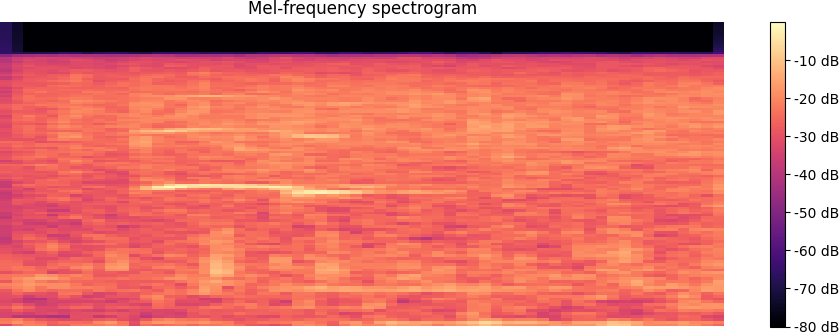 Mel-frequency spectrogram
-10 dB
-20 dB
-30 dB
-40 dB
-50 dB
-60 dB
-70 dB
-80 dB